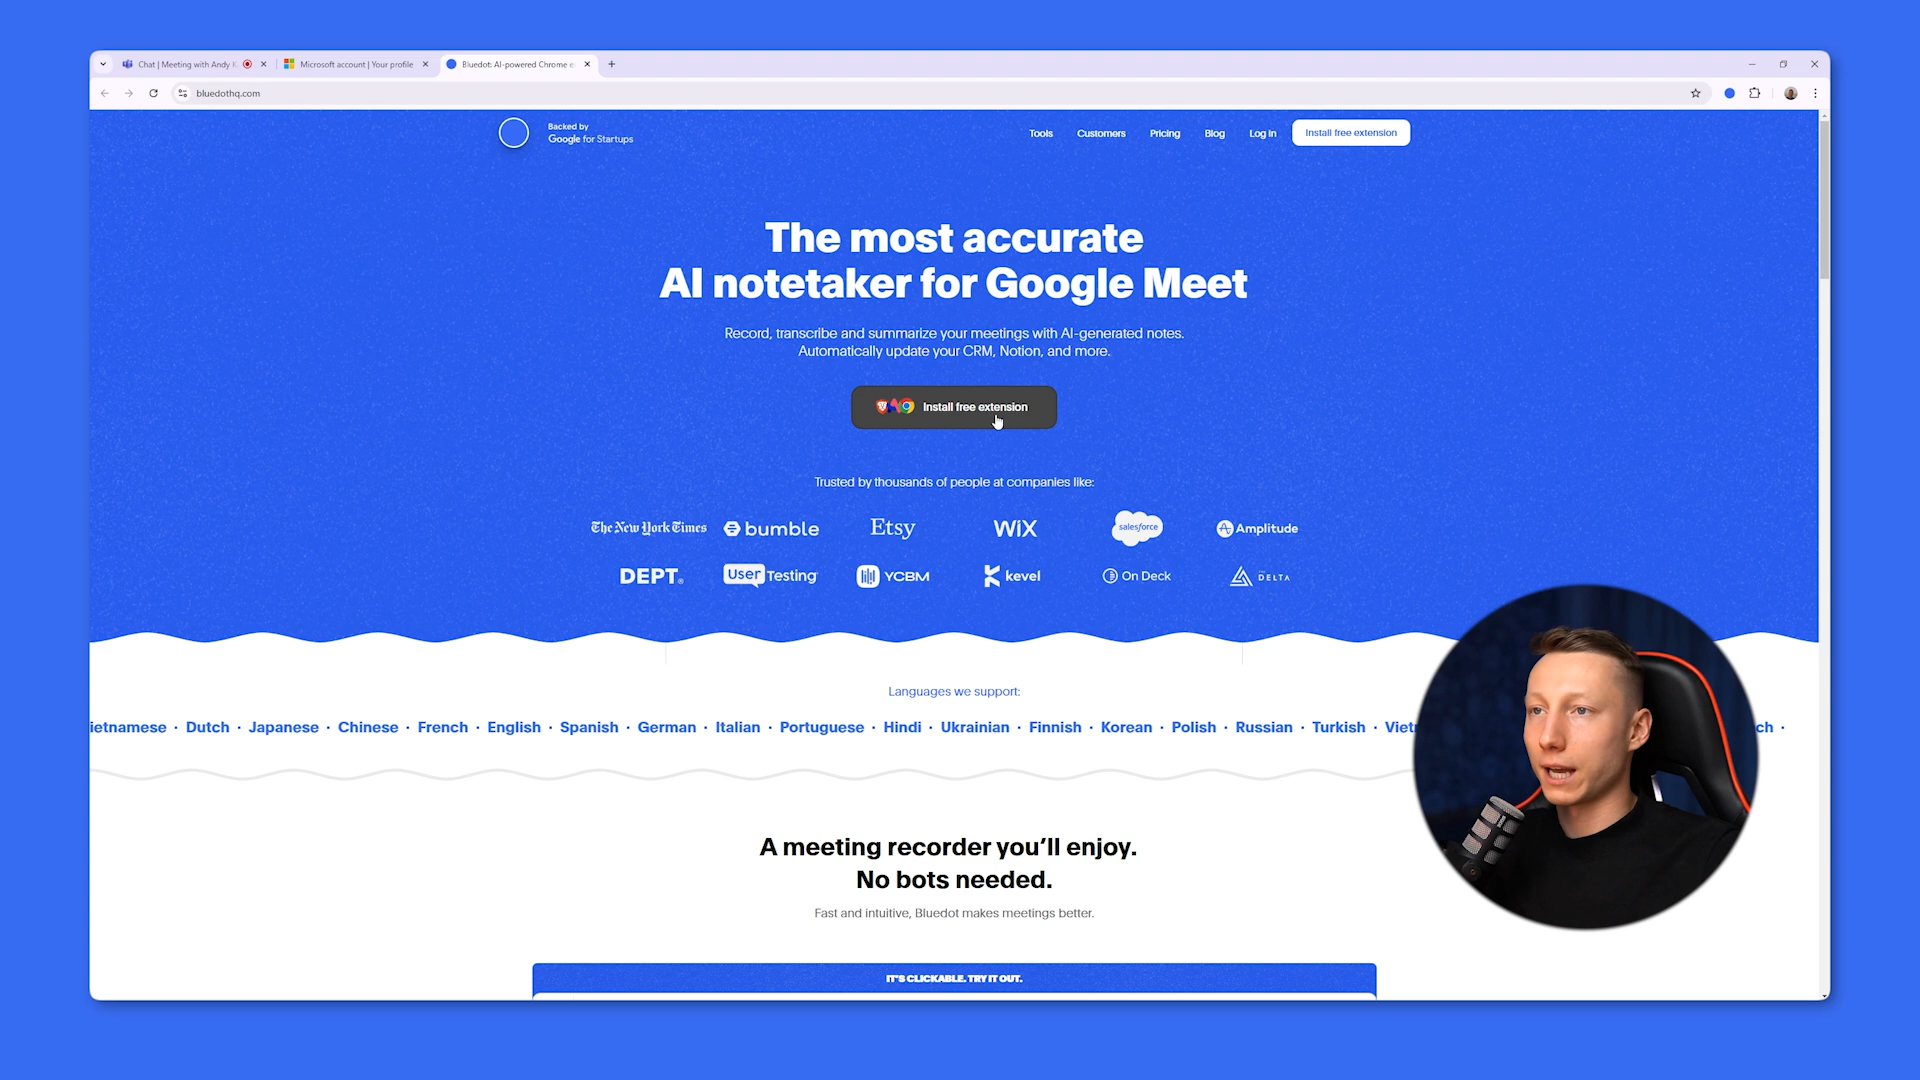 Chat | Meeting with Andy
Microsoft account | Your profile
Bluedot: AI-powered Chrome e
bluedothq.com
Backed by
Google for Startups
Tools
Customers
Pricing
Blog
Log in
Install free extension
The most accurate
AI notetaker for Google Meet
Record, transcribe and summarize your meetings with AI-generated notes.
Automatically update your CRM, Notion, and more.
Install free extension
Trusted by thousands of people at companies like:
The New York Times
bumble
Etsy
WiX
salesforce
Amplitude
DEPT®
UserTesting
YCBM
kevel
On Deck
DELTA
Languages we support:
ietnamese · Dutch · Japanese · Chinese · French · English · Spanish · German · Italian · Portuguese · Hindi · Ukrainian · Finnish · Korean · Polish · Russian · Turkish · Viet ch ·
A meeting recorder you'll enjoy.
No bots needed.
Fast and intuitive, Bluedot makes meetings better.
IT'S CLICKABLE. TRY IT OUT.